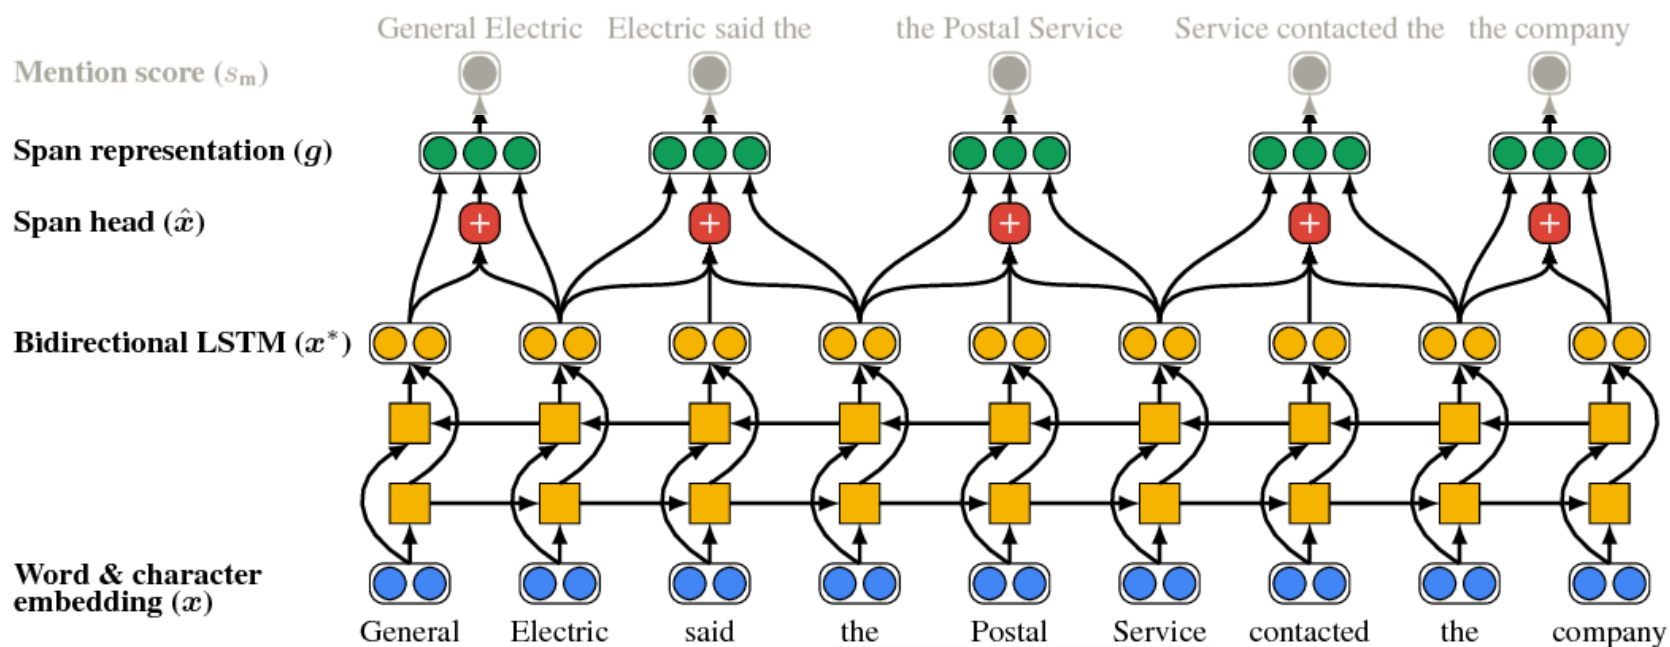 General Electric Electric said the the Postal Service Service contacted the the company
Mention score (sₘ)
Span representation (g)
+ + + + +
Span head (x̂)
Bidirectional LSTM (x*)
Word & character
embedding (x)
General Electric said the Postal Service contacted the company